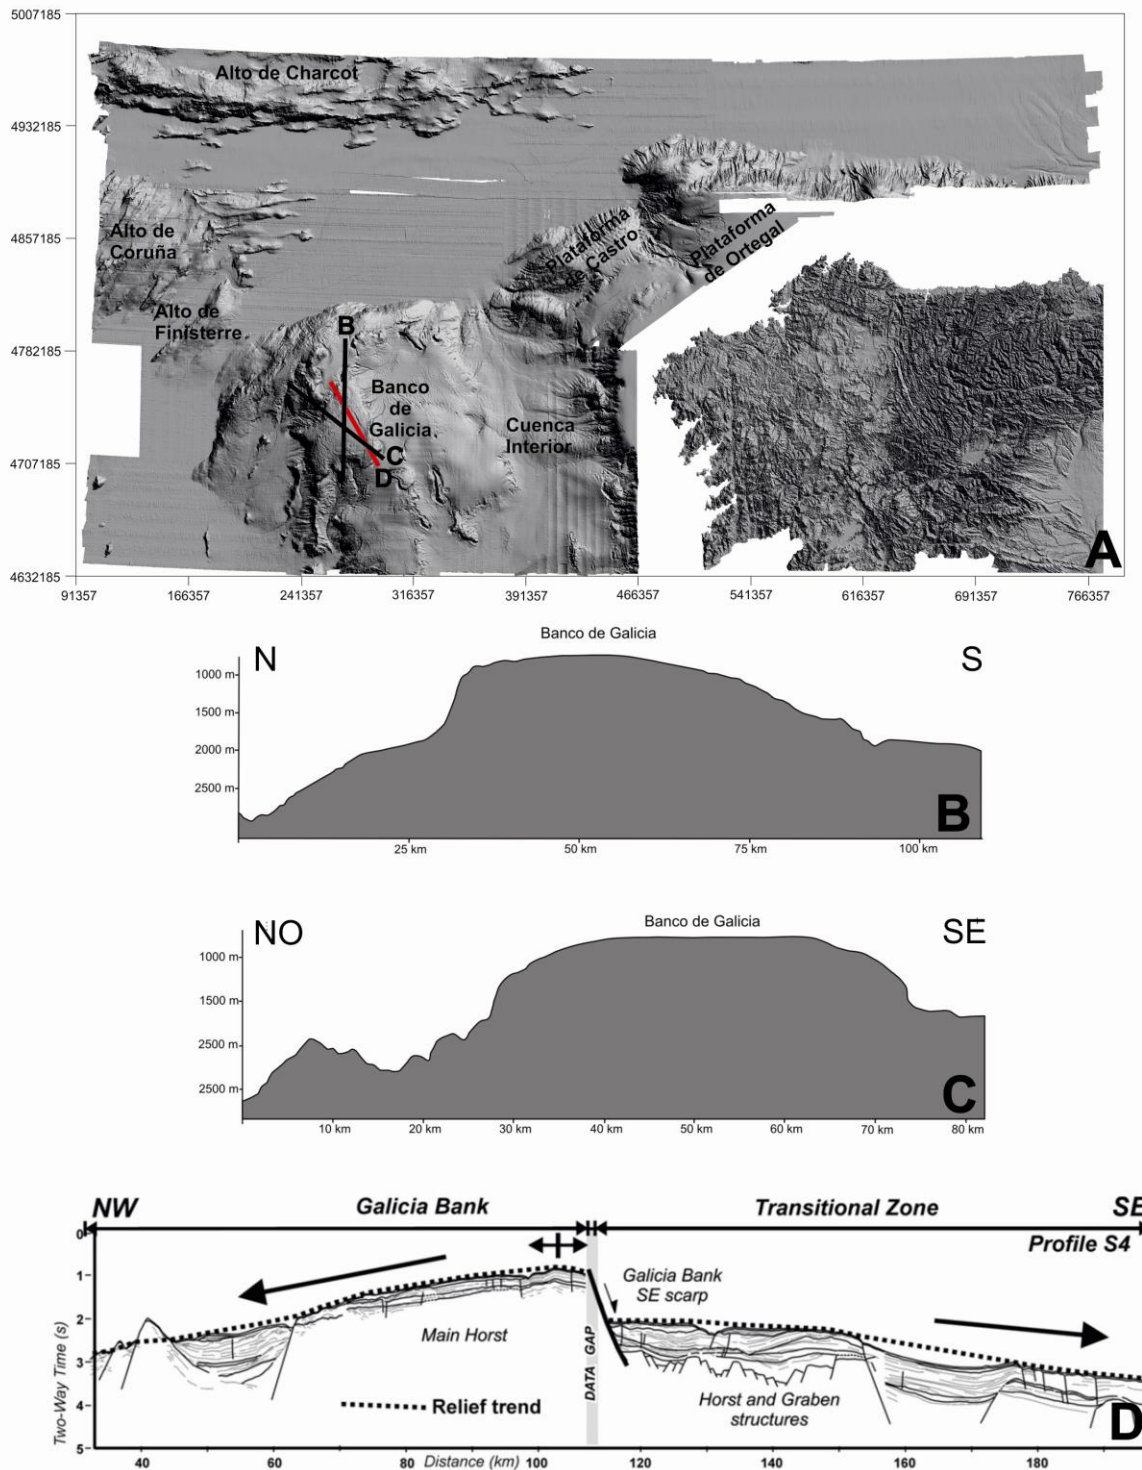 5007185
4932185
4857185
4782185
4707185
4632185
91357 166357 241357 316357 391357 466357 541357 616357 691357 766357
Alto de Charcot
Alto de
Coruña
Alto de
Finisterre
Plataforma
de Castro
Plataforma
de Ortegal
B
Banco
de
Galicia
C
D
Cuenca
Interior
A
Banco de Galicia
N S
1000 m
1500 m
2000 m
2500 m
B
25 km 50 km 75 km 100 km
Banco de Galicia
NO SE
1000 m
1500 m
2500 m
2500 m
C
10 km 20 km 30 km 40 km 50 km 60 km 70 km 80 km
NW Galicia Bank Transitional Zone SE
Profile S4
0
1
2
3
4
5
Two-Way Time (s)
Galicia Bank
SE scarp
Main Horst
DATA GAP
Relief trend
Horst and Graben
structures
D
40 60 80 Distance (km) 100 120 140 160 180